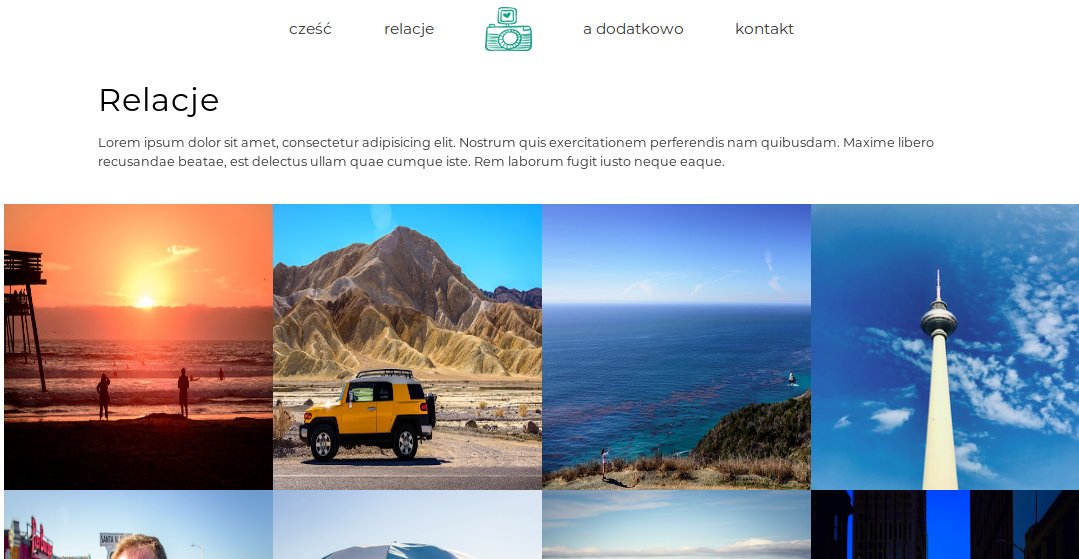 cześć relacje a dodatkowo kontakt
Relacje
Lorem ipsum dolor sit amet, consectetur adipisicing elit. Nostrum quis exercitationem perferendis nam quibusdam. Maxime libero
recusandae beatae, est delectus ullam quae cumque iste. Rem laborum fugit iusto neque eaque.